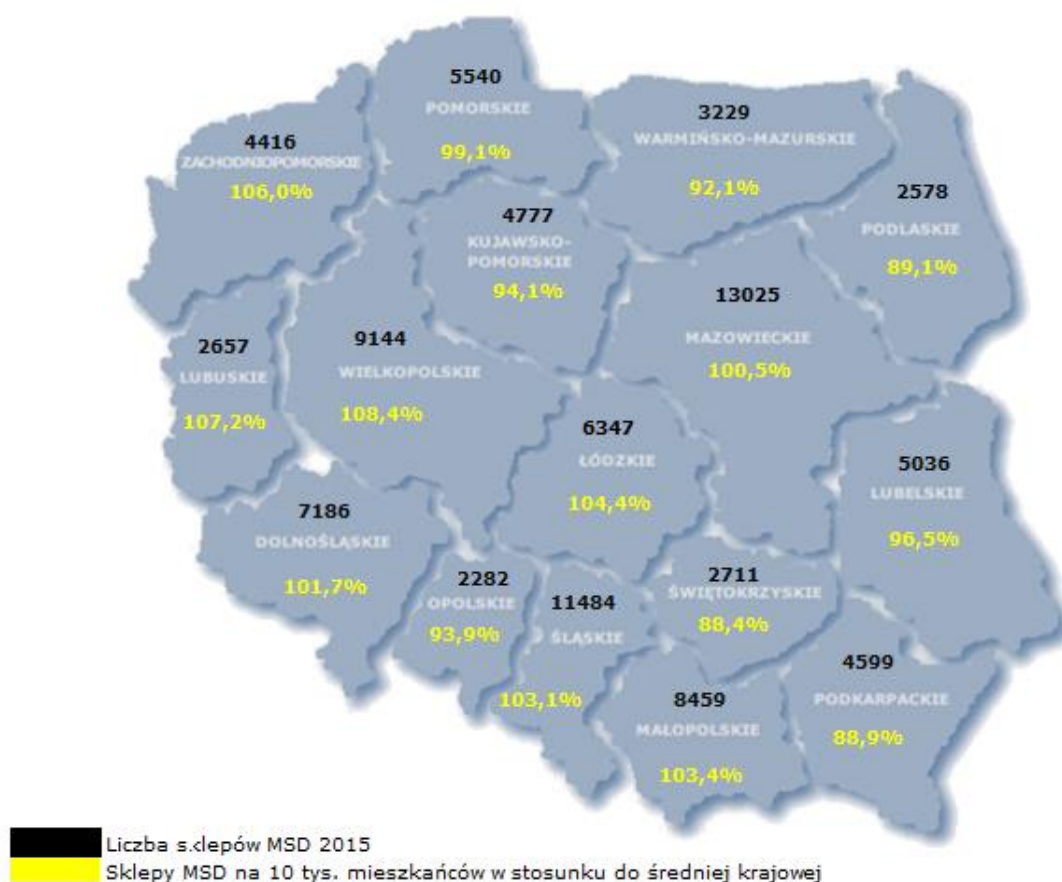 5540
POMORSKIE
99,1%
3229
WARMIŃSKO-MAZURSKIE
92,1%
4416
ZACHODNIOPOMORSKIE
106,0%
2578
PODLASKIE
89,1%
4777
KUJAWSKO-
POMORSKIE
94,1%
13025
MAZOWIECKIE
100,5%
2657
LUBUSKIE
107,2%
9144
WIELKOPOLSKIE
108,4%
6347
ŁÓDZKIE
104,4%
5036
LUBELSKIE
96,5%
7186
DOLNOŚLĄSKIE
101,7%
2282
OPOLSKIE
93,9%
11484
ŚLĄSKIE
103,1%
2711
ŚWIĘTOKRZYSKIE
88,4%
4599
PODKARPACKIE
88,9%
8459
MAŁOPOLSKIE
103,4%
Liczba sklepów MSD 2015
Sklepy MSD na 10 tys. mieszkańców w stosunku do średniej krajowej